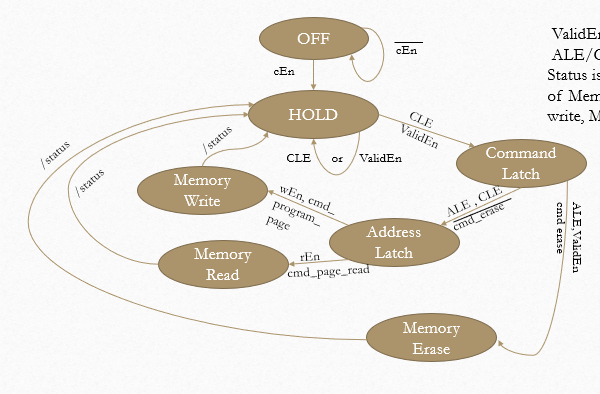 OFF
cEn
cEn
HOLD
CLE
ValidEn
CLE or ValidEn
/ status
/ status
/ status
Command
Latch
Memory
Write
wEn, cmd_
program_
page
ALE , CLE
cmd_erase
ALE,ValidEn
cmd erase
Address
Latch
Memory
Read
rEn
cmd_page_read
Memory
Erase
ValidEn
ALE/C
Status is
of Mem
write, M